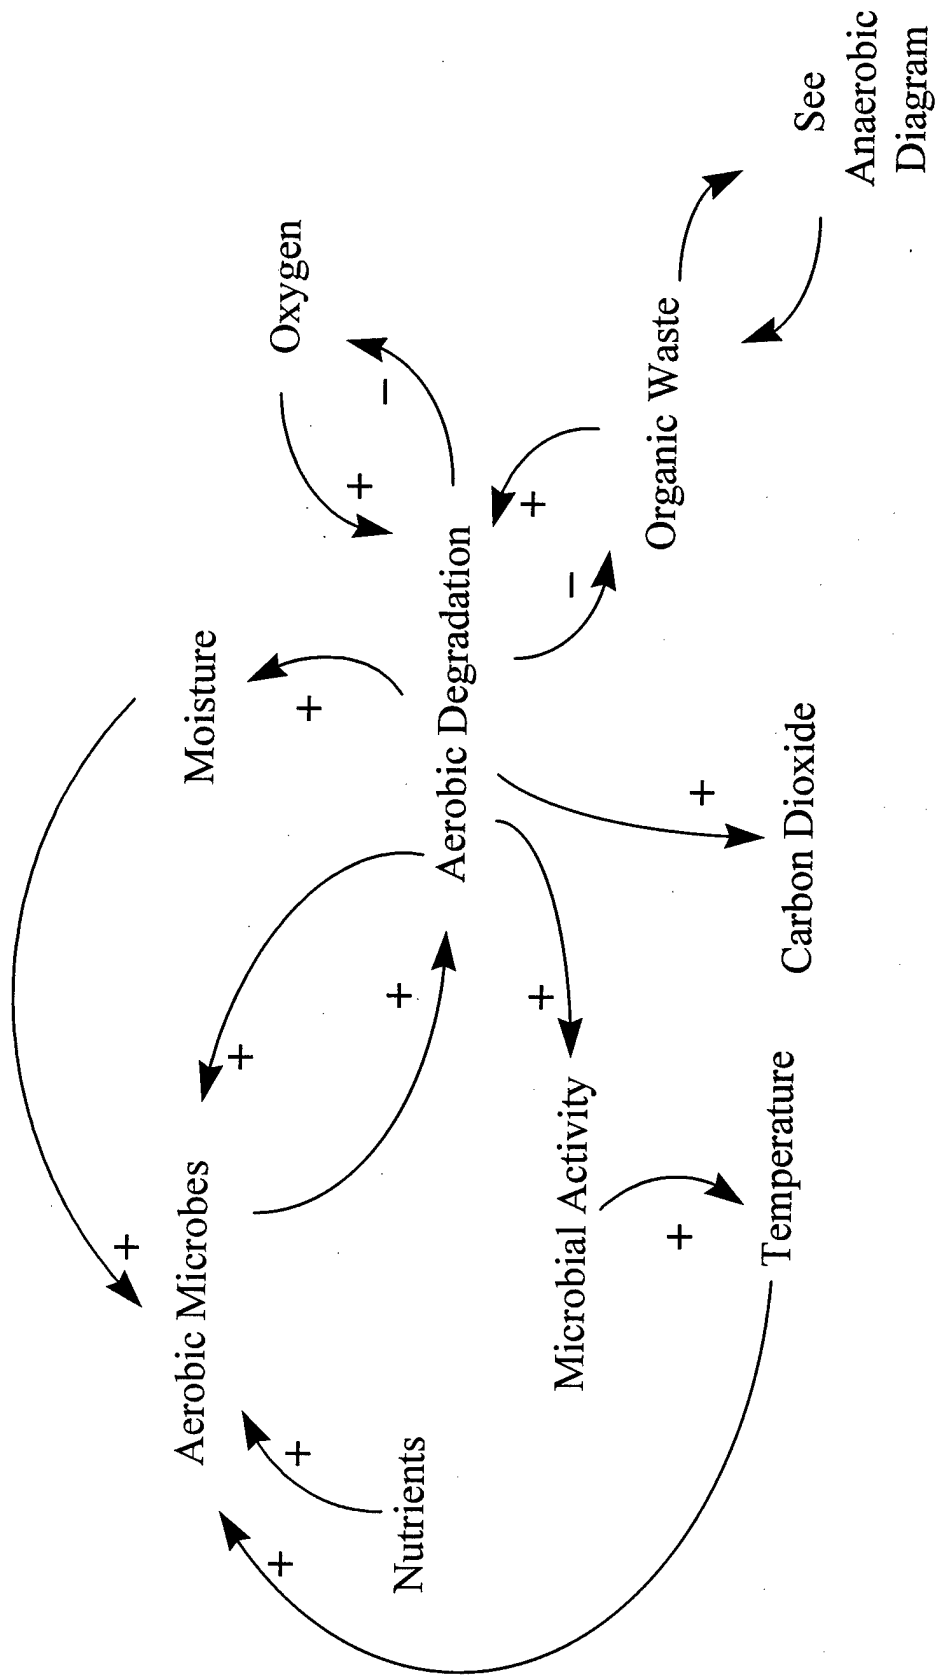 Aerobic Microbes
+
Moisture
+
+
Oxygen
+
−
Nutrients
+
+
+
Aerobic Degradation
Microbial Activity
+
−
+
Organic Waste
+
+
Temperature
Carbon Dioxide
See
Anaerobic
Diagram